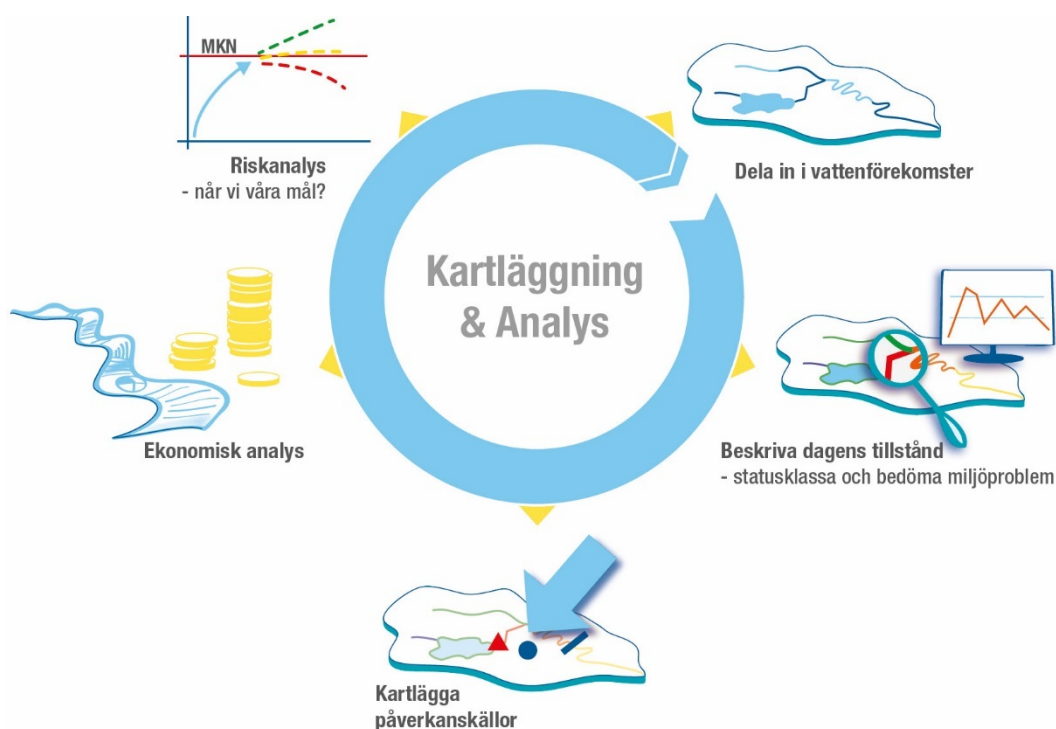 MKN
Riskanalys
- når vi våra mål?
Dela in i vattenförekomster
Kartläggning
& Analys
Ekonomisk analys
Beskriva dagens tillstånd
- statusklassa och bedöma miljöproblem
Kartlägga
påverkanskällor